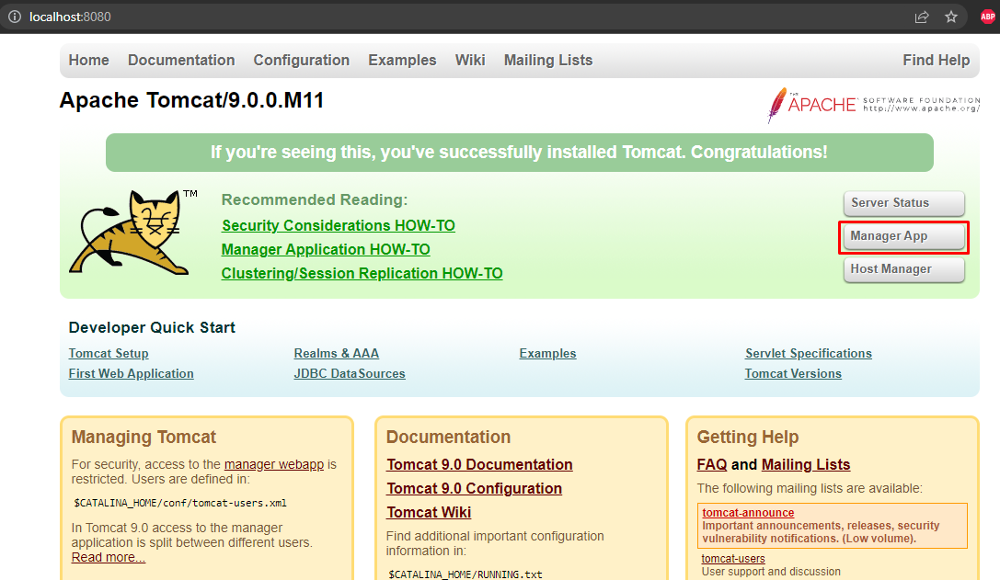 localhost:8080
ABP
Home Documentation Configuration Examples Wiki Mailing Lists Find Help
Apache Tomcat/9.0.0.M11
THE APACHE SOFTWARE FOUNDATION
http://www.apache.org/
If you're seeing this, you've successfully installed Tomcat. Congratulations!
TM
Recommended Reading:
Security Considerations HOW-TO
Manager Application HOW-TO
Clustering/Session Replication HOW-TO
Server Status
Manager App
Host Manager
Developer Quick Start
Tomcat Setup
First Web Application
Realms & AAA
JDBC DataSources
Examples
Servlet Specifications
Tomcat Versions
Managing Tomcat
For security, access to the manager webapp is
restricted. Users are defined in:
$CATALINA_HOME/conf/tomcat-users.xml
In Tomcat 9.0 access to the manager
application is split between different users.
Read more...
Documentation
Tomcat 9.0 Documentation
Tomcat 9.0 Configuration
Tomcat Wiki
Find additional important configuration
information in:
$CATALINA_HOME/RUNNING.txt
Getting Help
FAQ and Mailing Lists
The following mailing lists are available:
tomcat-announce
Important announcements, releases, security
vulnerability notifications. (Low volume).
tomcat-users
User support and discussion